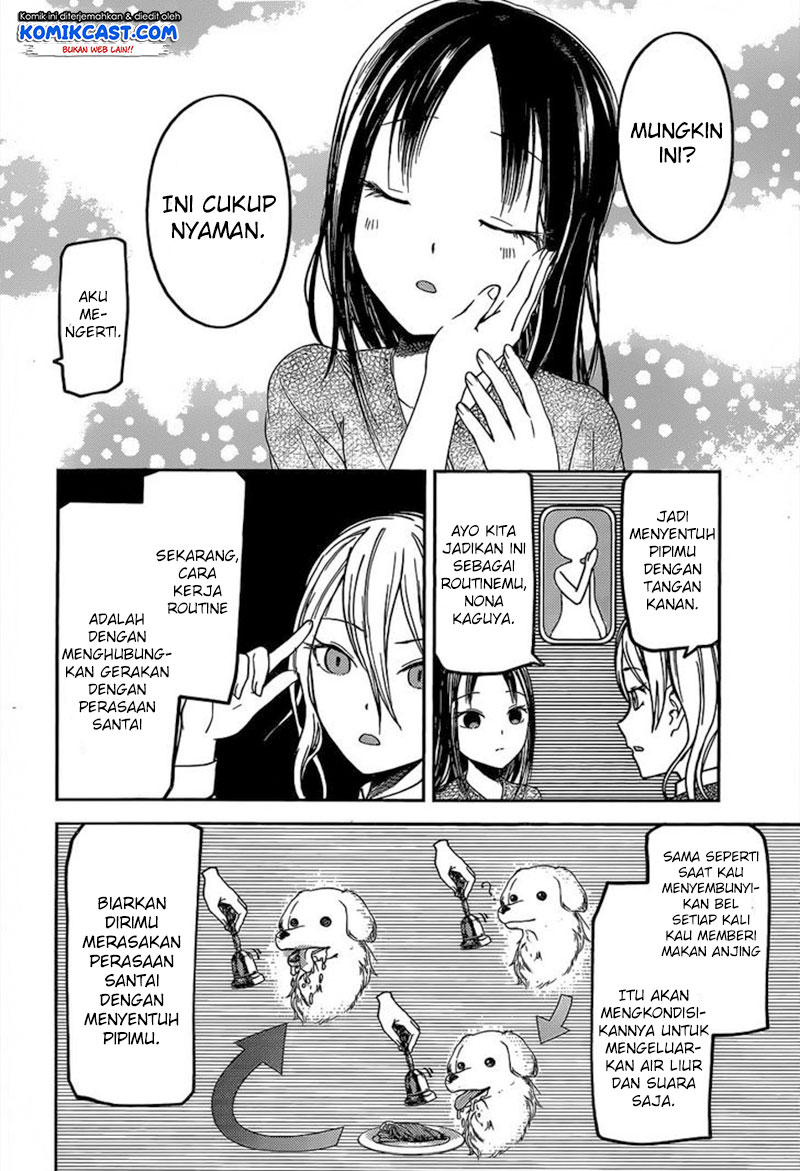 Komik ini diterjemahkan & diedit oleh
KOMIKCAST.COM
BUKAN WEB LAIN!!
MUNGKIN
INI?
INI CUKUP
NYAMAN.
AKU
ME-
NGERTI.
JADI
MENYENTUH
PIPIMU
DENGAN
TANGAN
KANAN.
AYO KITA
JADIKAN INI
SEBAGAI
ROUTINEMU,
NONA
KAGUYA.
SEKARANG,
CARA
KERJA
ROUTINE
ADALAH
DENGAN
MENGHUBUNG-
KAN GERAKAN
DENGAN
PERASAAN
SANTAI
SAMA SEPERTI
SAAT KAU
MENYEMBUNYI-
KAN BEL
SETIAP KALI
KAU MEMBERI
MAKAN ANJING
ITU AKAN
MENGKONDISI-
KANNYA UNTUK
MENGELUAR-
KAN AIR LIUR
DAN SUARA
SAJA.
?
BIARKAN
DIRIMU
MERASAKAN
PERASAAN
SANTAI
DENGAN
MENYENTUH
PIPIMU.